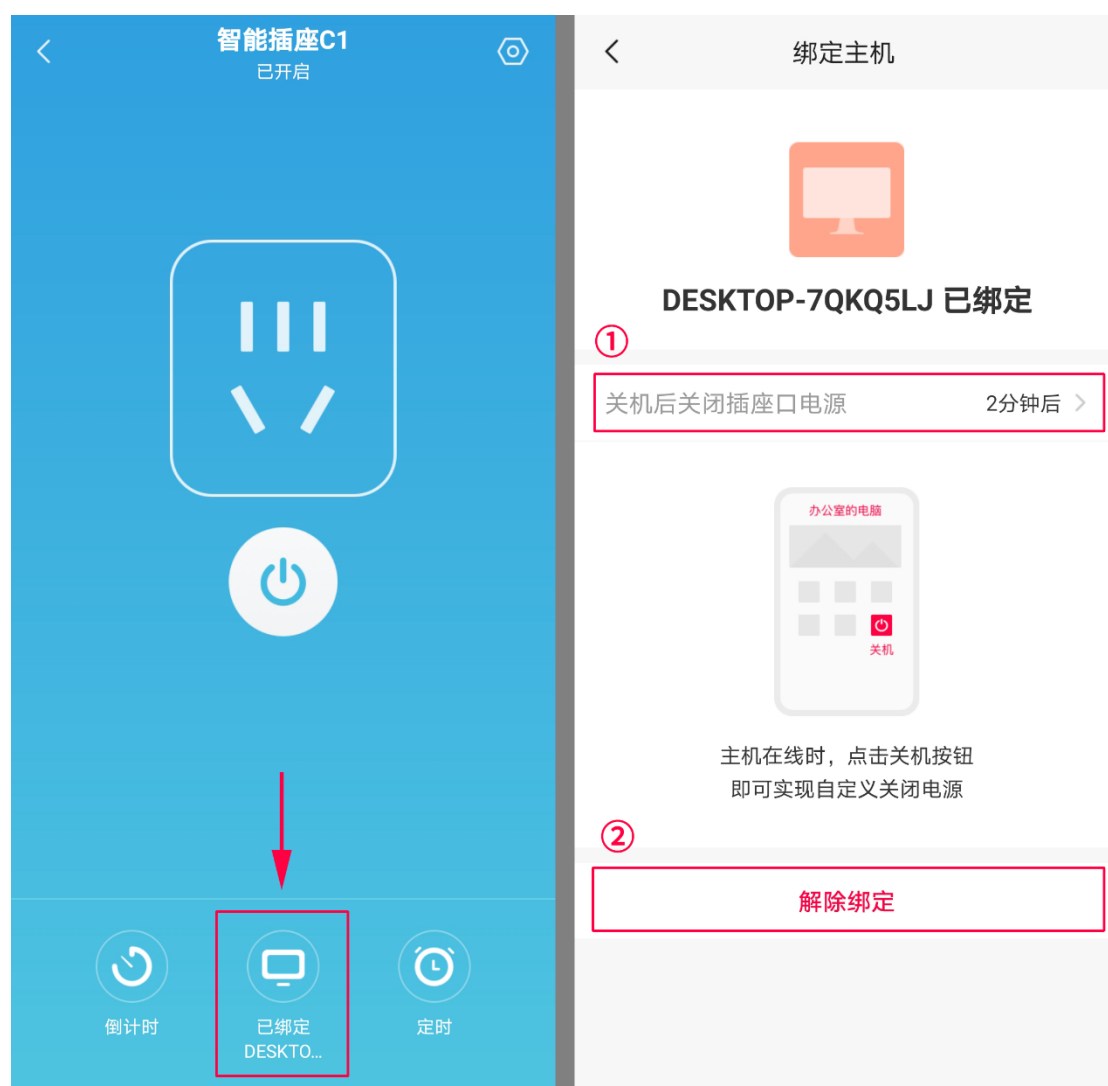 智能插座C1
已开启
倒计时
已绑定
DESKTO...
定时
绑定主机
DESKTOP-7QKQ5LJ 已绑定
①
关机后关闭插座口电源 2分钟后
办公室的电脑
关机
主机在线时，点击关机按钮
即可实现自定义关闭电源
②
解除绑定